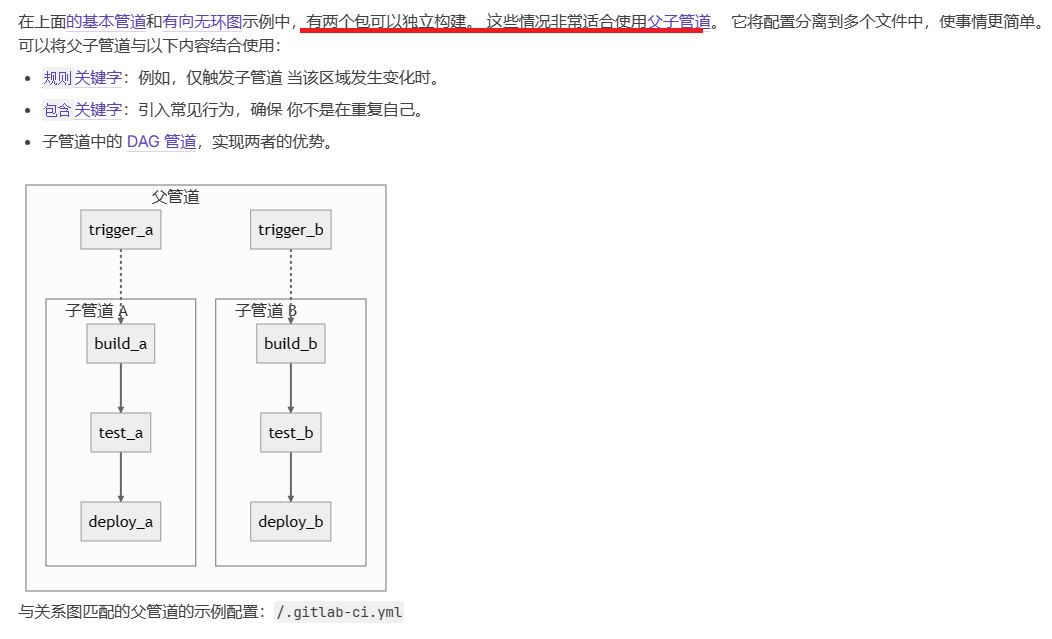 在上面的基本管道和有向无环图示例中，有两个包可以独立构建。 这些情况非常适合使用父子管道。 它将配置分离到多个文件中，使事情更简单。
可以将父子管道与以下内容结合使用：
• 规则关键字：例如，仅触发子管道 当该区域发生变化时。
• 包含关键字：引入常见行为，确保 你不是在重复自己。
• 子管道中的 DAG 管道，实现两者的优势。
父管道
trigger_a trigger_b
子管道 A 子管道 B
build_a build_b
test_a test_b
deploy_a deploy_b
与关系图匹配的父管道的示例配置： /.gitlab-ci.yml